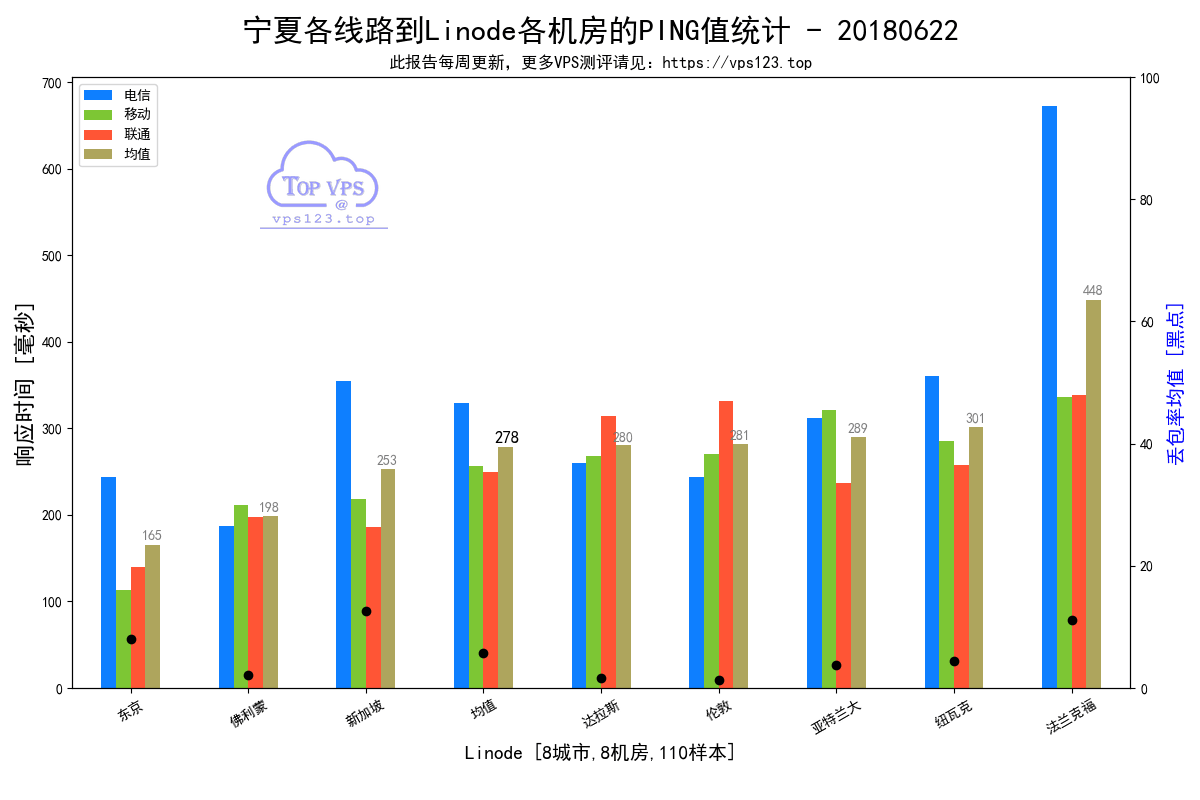 宁夏各线路到Linode各机房的PING值统计 - 20180622
此报告每周更新，更多VPS测评请见：https://vps123.top
700
600
500
400
300
200
100
0
响应时间 [毫秒]
电信
移动
联通
均值
TOP VPS
@
vps123.top
165
198
253
278
280
281
289
301
448
100
80
60
40
20
0
丢包率均值 [黑点]
东京
佛利蒙
新加坡
均值
达拉斯
伦敦
亚特兰大
纽瓦克
法兰克福
Linode [8城市,8机房,110样本]